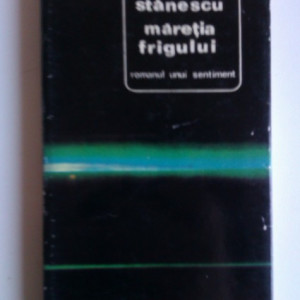 stănescu
măreția
frigului
romanul unui sentiment